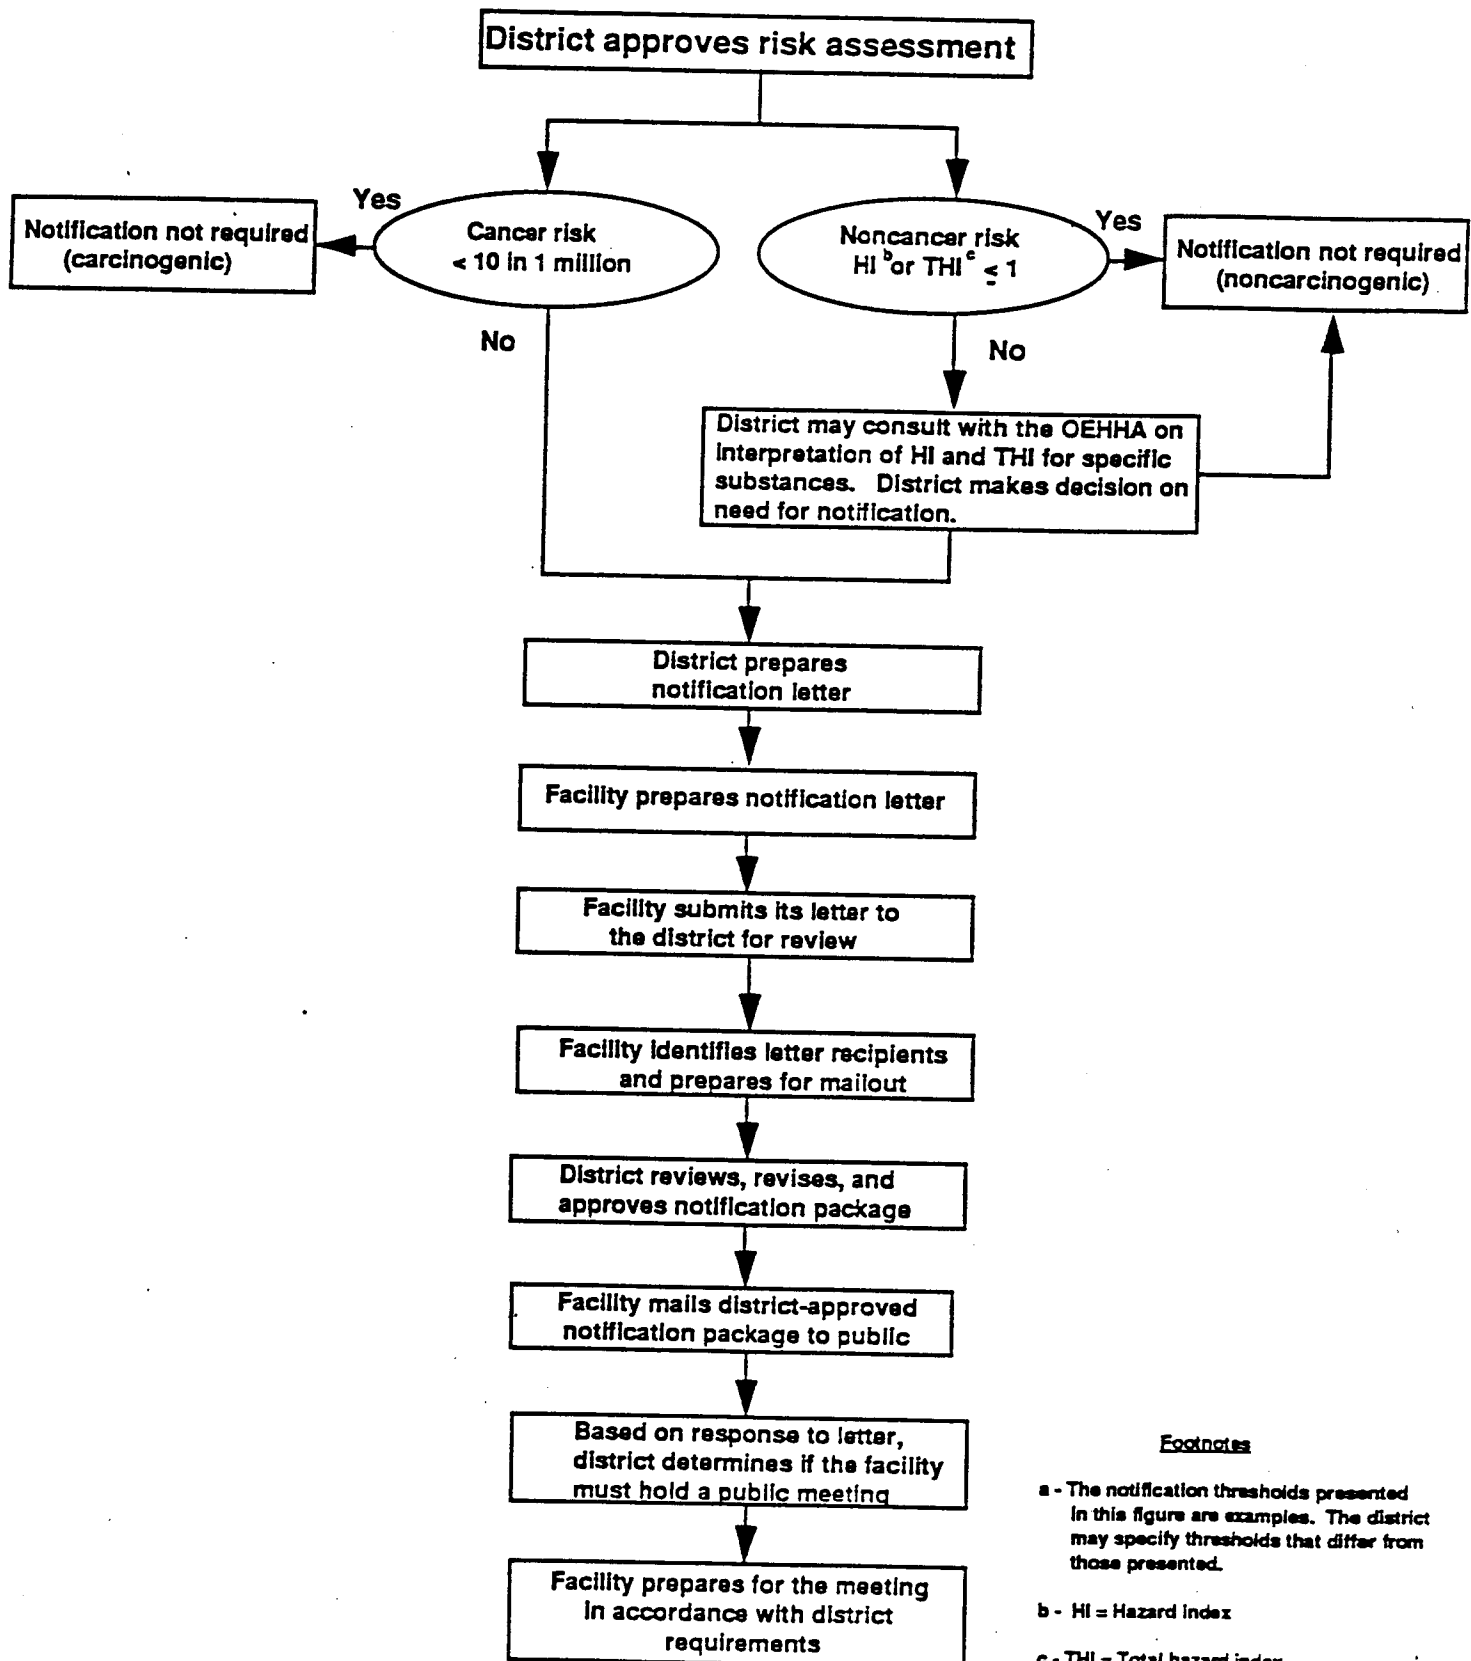 District approves risk assessment
Yes
Cancer risk
< 10 in 1 million
Notification not required
(carcinogenic)
No
Noncancer risk
HI b or THI c ≤ 1
Yes
Notification not required
(noncarcinogenic)
No
District may consult with the OEHHA on
interpretation of HI and THI for specific
substances. District makes decision on
need for notification.
District prepares
notification letter
Facility prepares notification letter
Facility submits its letter to
the district for review
Facility identifies letter recipients
and prepares for mailout
District reviews, revises, and
approves notification package
Facility mails district-approved
notification package to public
Based on response to letter,
district determines if the facility
must hold a public meeting
Facility prepares for the meeting
in accordance with district
requirements
Footnotes
a - The notification thresholds presented
in this figure are examples. The district
may specify thresholds that differ from
those presented.
b - HI = Hazard index
c - THI = Total hazard index